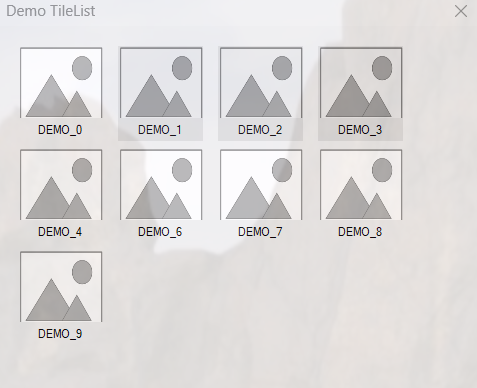 Demo TileList
DEMO_0
DEMO_1
DEMO_2
DEMO_3
DEMO_4
DEMO_6
DEMO_7
DEMO_8
DEMO_9